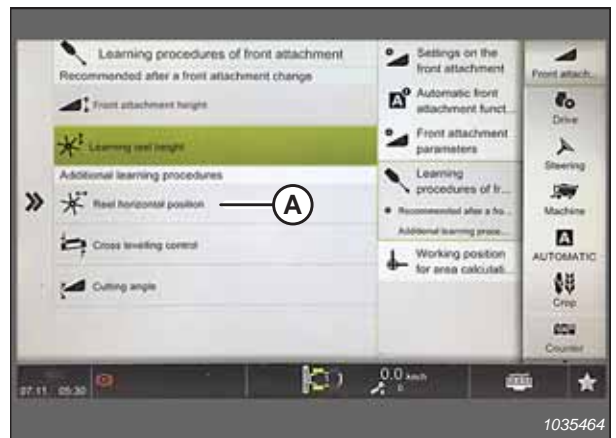 Learning procedures of front attachment
Recommended after a front attachment change
Front attachment height
Learning reel height
Additional learning procedures
Reel horizontal position
A
Cross levelling control
Cutting angle
Settings on the
front attachment
Automatic front
attachment funct...
Front attachment
parameters
Learning
procedures of fr...
Recommended after a fro...
Additional learning proce...
Working position
for area calculati...
Front attach...
Drive
Steering
Machine
A
AUTOMATIC
Crop
Counter
07.11 05:30
0.0 km/h
0
1035464